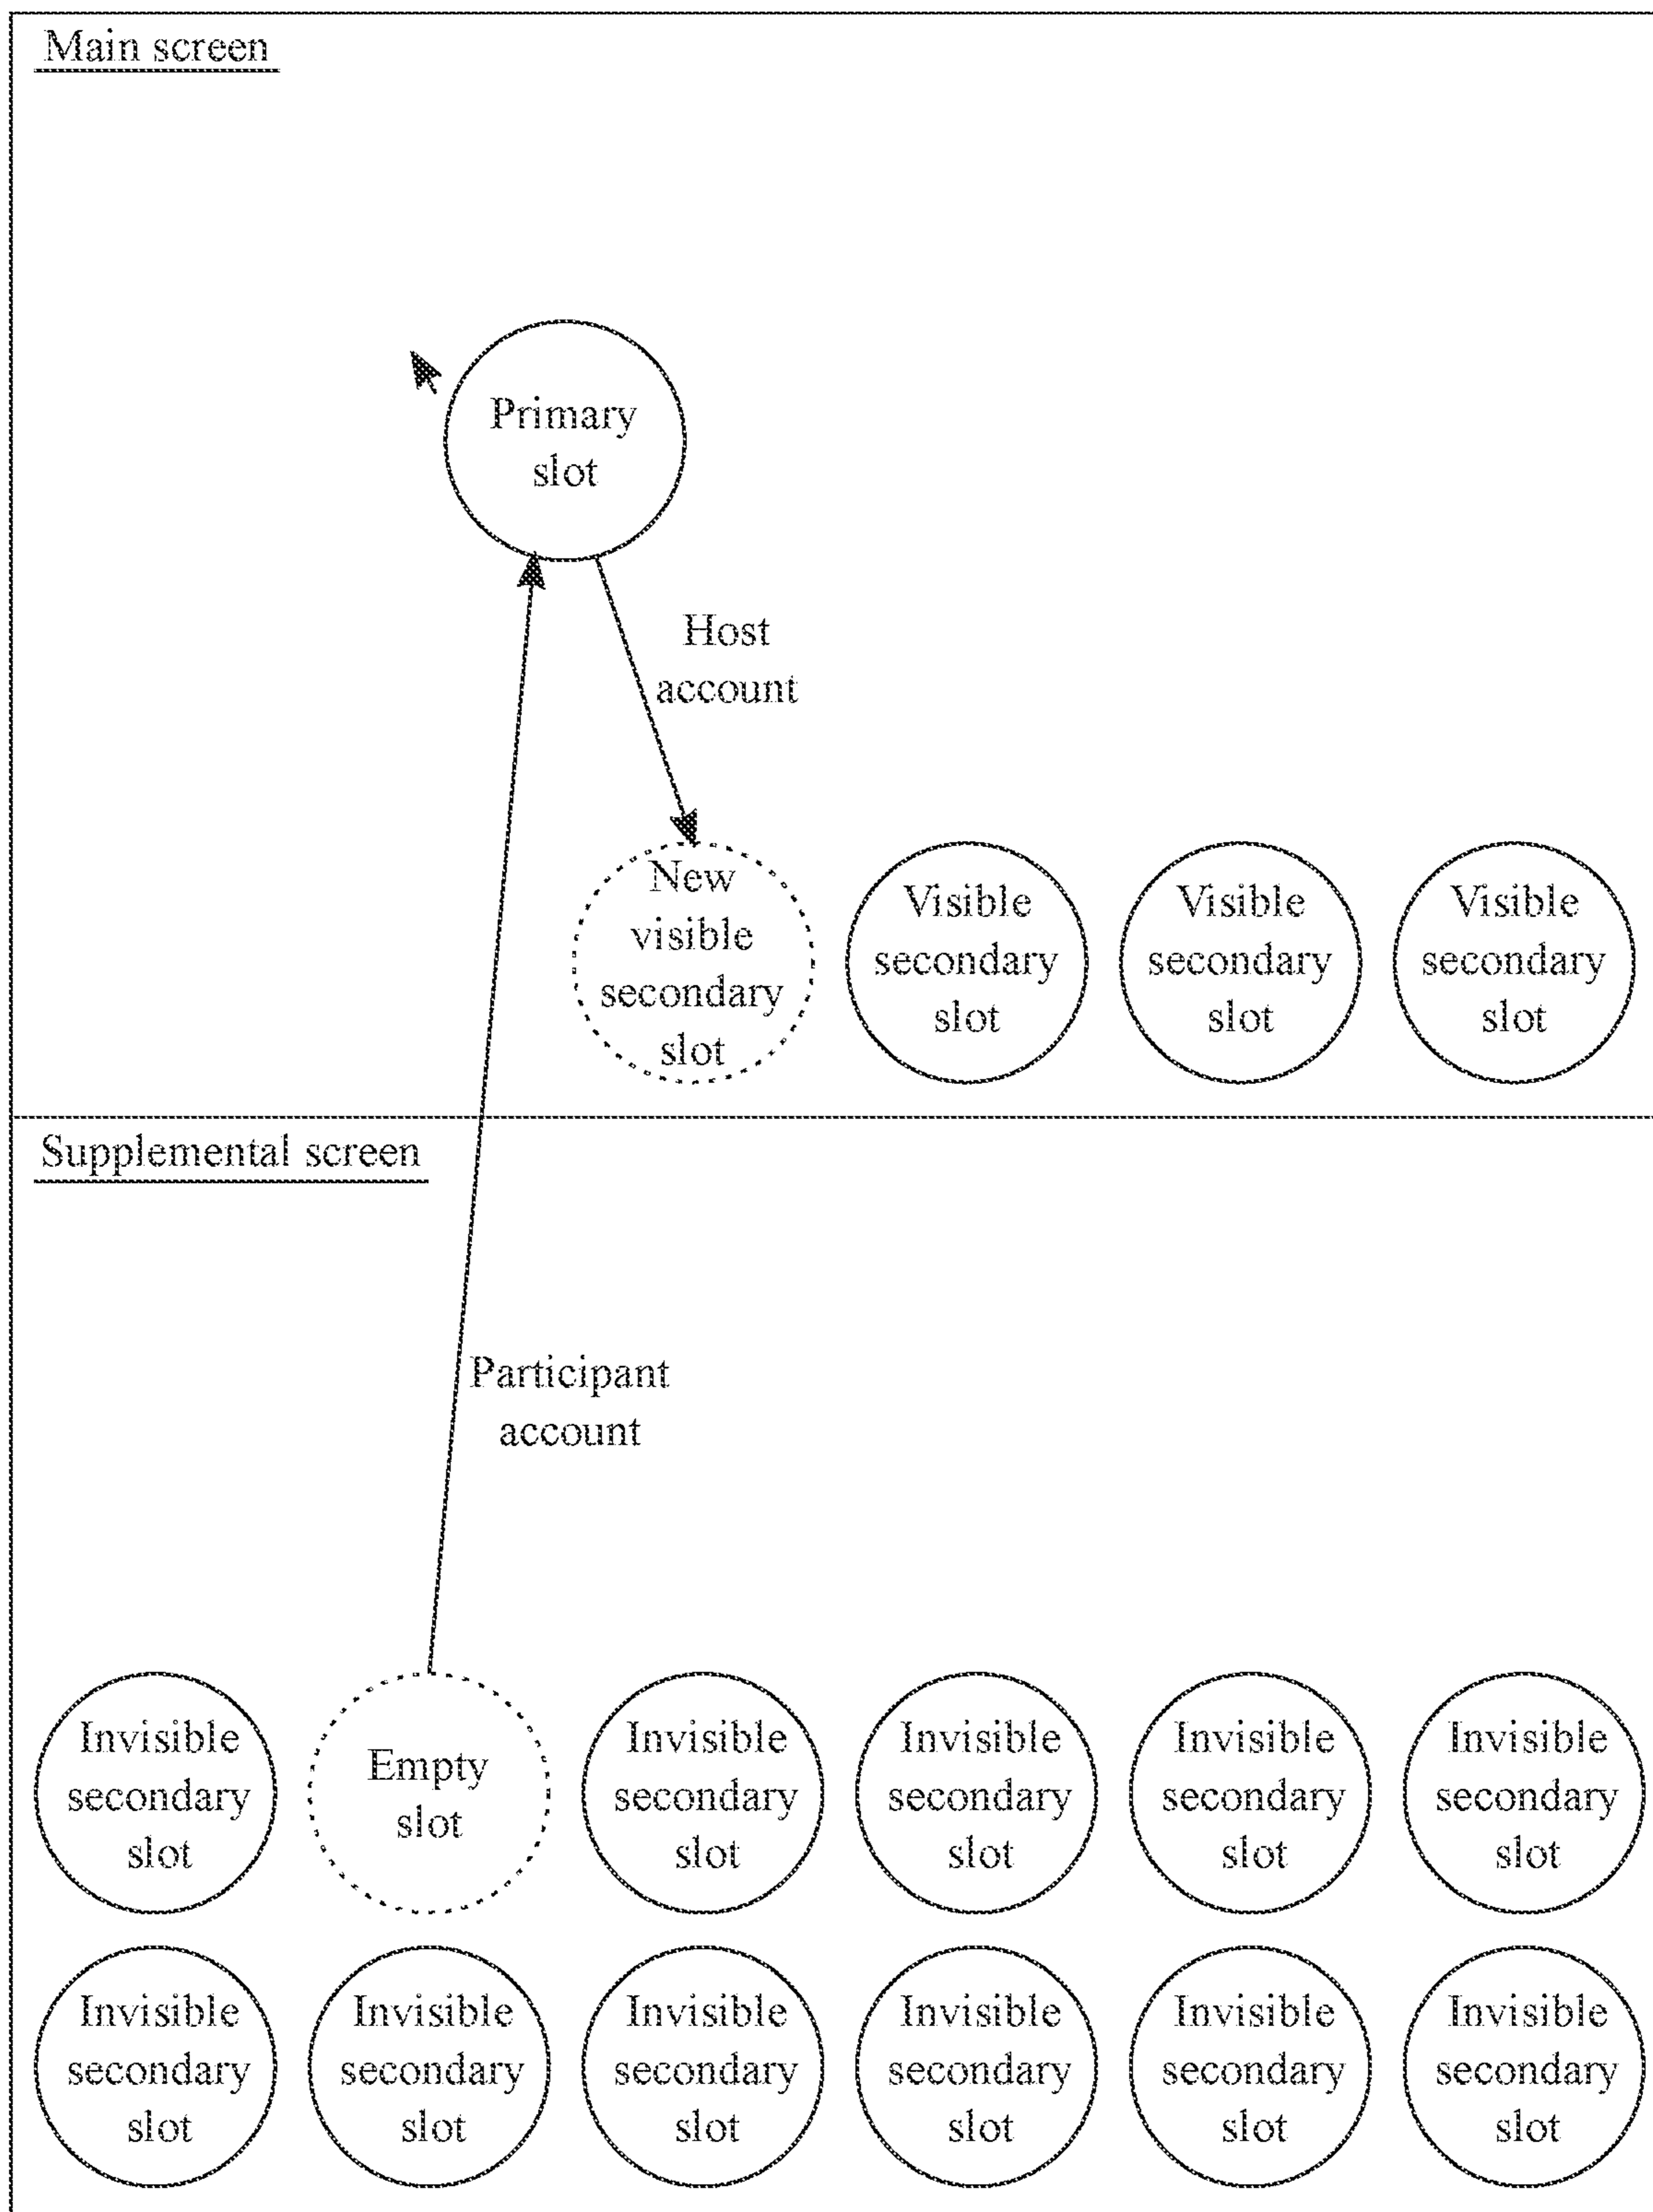 Main screen
Primary
slot
Host
account
New
visible
secondary
slot
Visible
secondary
slot
Visible
secondary
slot
Visible
secondary
slot
Supplemental screen
Participant
account
Invisible
secondary
slot
Empty
slot
Invisible
secondary
slot
Invisible
secondary
slot
Invisible
secondary
slot
Invisible
secondary
slot
Invisible
secondary
slot
Invisible
secondary
slot
Invisible
secondary
slot
Invisible
secondary
slot
Invisible
secondary
slot
Invisible
secondary
slot